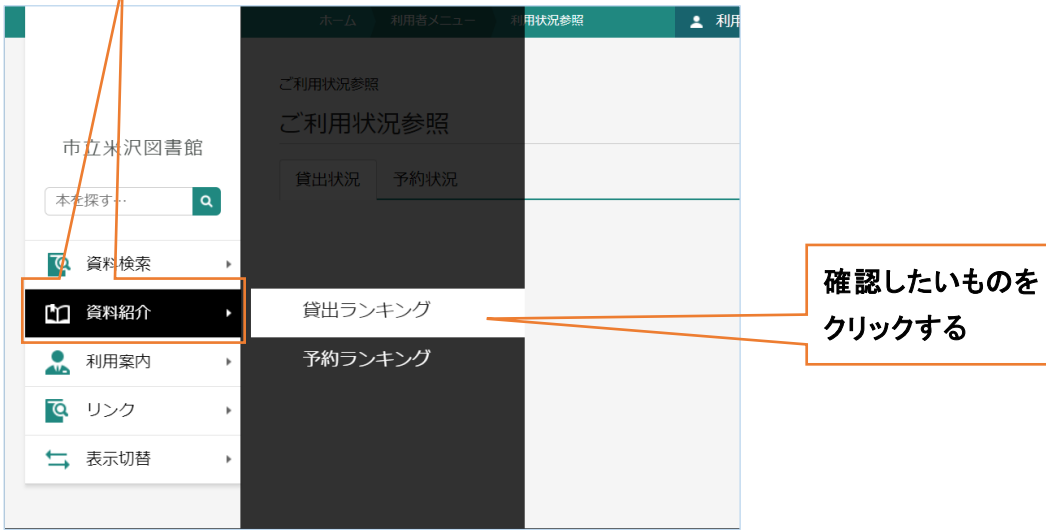 ホーム 利用者メニュー 利用状況参照 利用
ご利用状況参照
ご利用状況参照
市立米沢図書館
貸出状況 予約状況
本を探す…
資料検索
資料紹介
貸出ランキング
利用案内
予約ランキング
リンク
表示切替
確認したいものを
クリックする